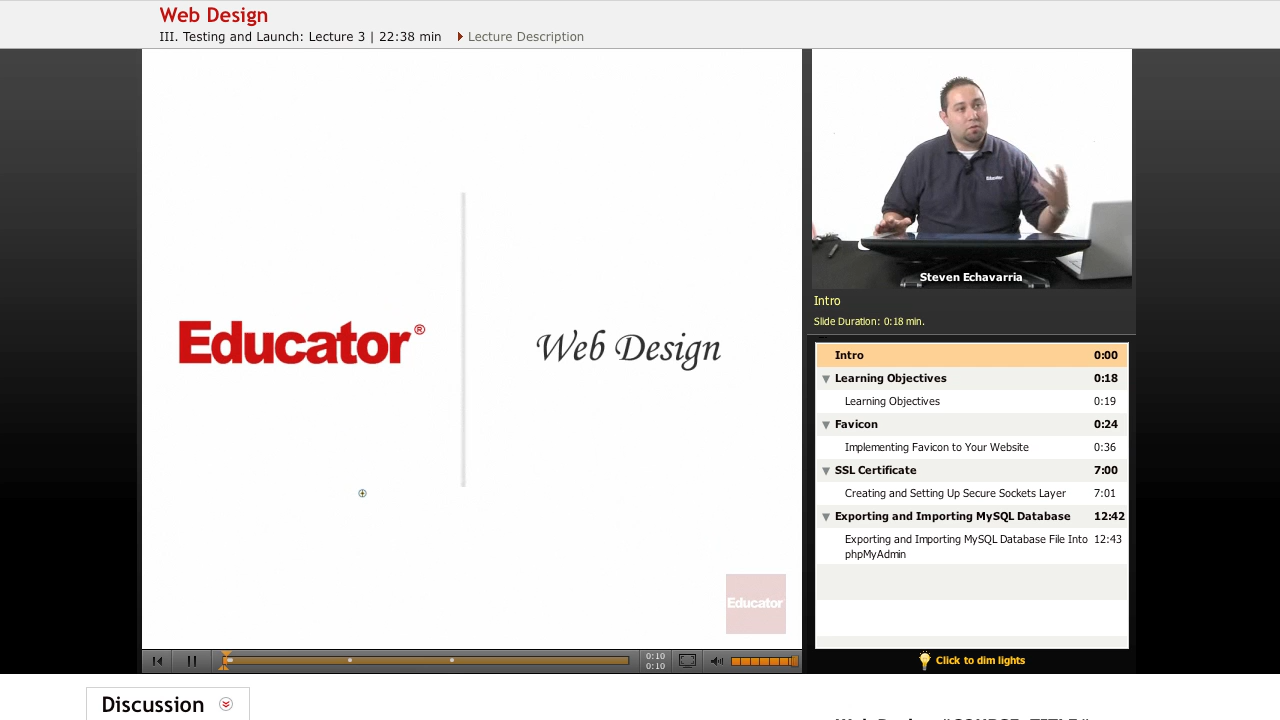 Web Design
III. Testing and Launch: Lecture 3 | 22:38 min Lecture Description
Educator®
Web Design
Educator
Educator
Steven Echavarria
Intro
Slide Duration: 0:18 min.
Intro 0:00
Learning Objectives 0:18
Learning Objectives 0:19
Favicon 0:24
Implementing Favicon to Your Website 0:36
SSL Certificate 7:00
Creating and Setting Up Secure Sockets Layer 7:01
Exporting and Importing MySQL Database 12:42
Exporting and Importing MySQL Database File Into 12:43
phpMyAdmin
0:10
0:10
Click to dim lights
Discussion